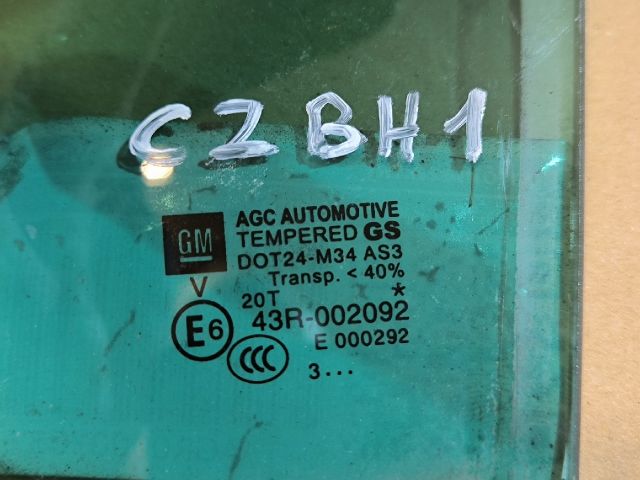 CZBH1
GM
AGC AUTOMOTIVE
TEMPERED GS
DOT24-M34 AS3
Transp. < 40%
V
20T *
E6
43R-002092
E 000292
CCC
3...